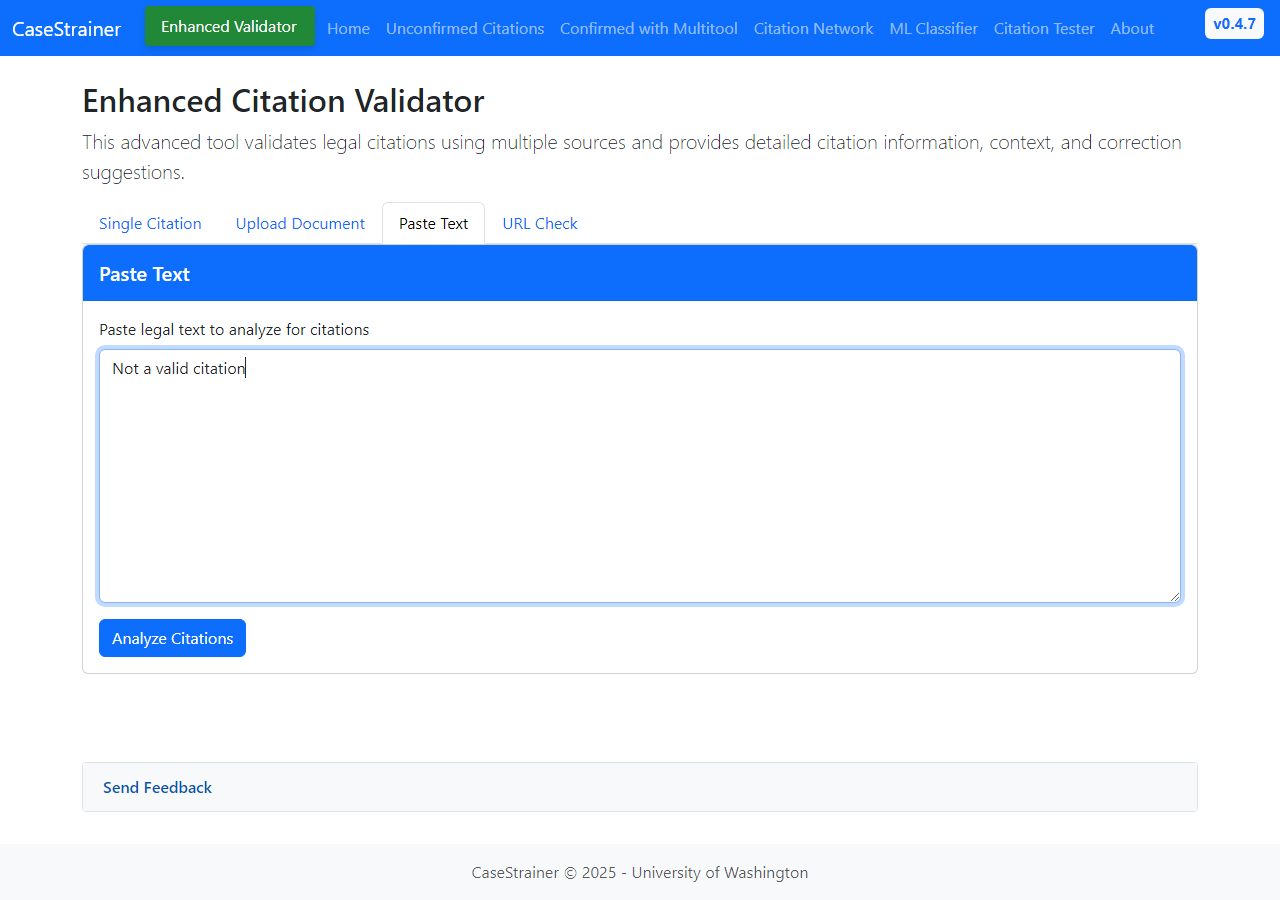 CaseStrainer Enhanced Validator Home Unconfirmed Citations Confirmed with Multitool Citation Network ML Classifier Citation Tester About v0.4.7
Enhanced Citation Validator
This advanced tool validates legal citations using multiple sources and provides detailed citation information, context, and correction
suggestions.
Single Citation Upload Document Paste Text URL Check
Paste Text
Paste legal text to analyze for citations
Not a valid citation
Analyze Citations
Send Feedback
CaseStrainer © 2025 - University of Washington